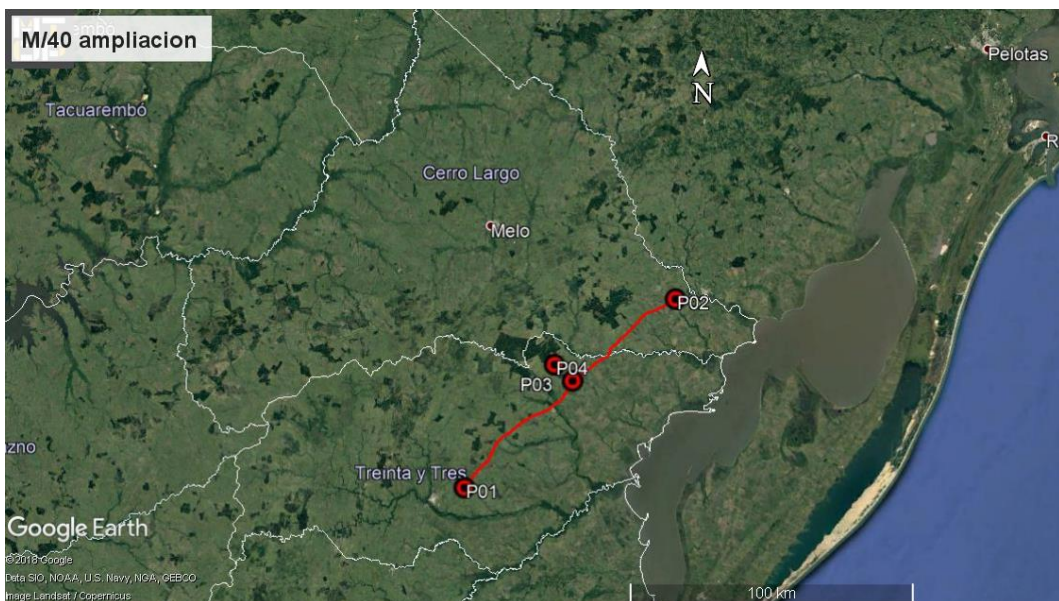 M/40 ampliacion
Pelotas
N
Tacuarembó
R
Cerro Largo
Melo
P02
P04
P03
Treinta y Tres
P01
Google Earth
©2018 Google
Data SIO, NOAA, U.S. Navy, NGA, GEBCO
Image Landsat / Copernicus
100 km